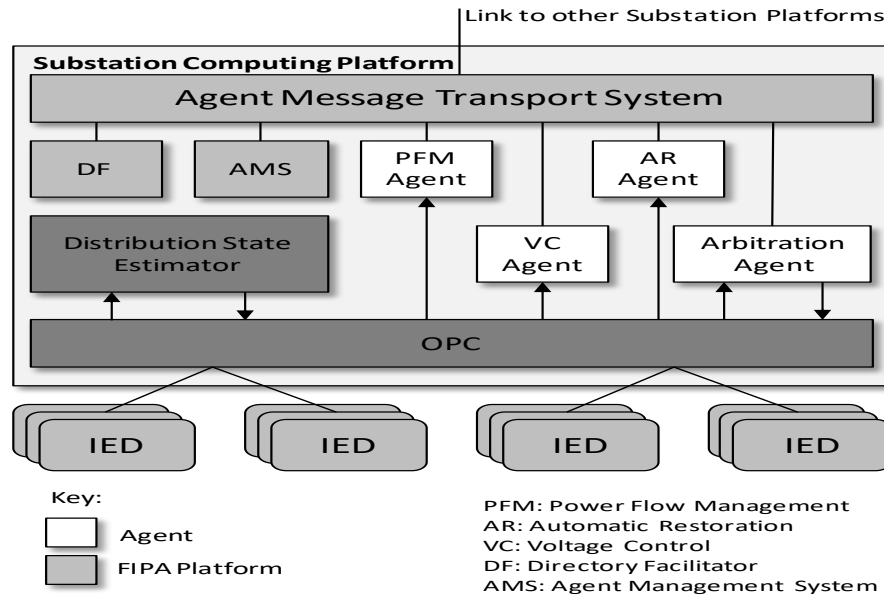 Link to other Substation Platforms
Substation Computing Platform
Agent Message Transport System
DF
AMS
PFM
Agent
AR
Agent
Distribution State
Estimator
VC
Agent
Arbitration
Agent
OPC
IED
IED
IED
IED
Key:
Agent
FIPA Platform
PFM: Power Flow Management
AR: Automatic Restoration
VC: Voltage Control
DF: Directory Facilitator
AMS: Agent Management System